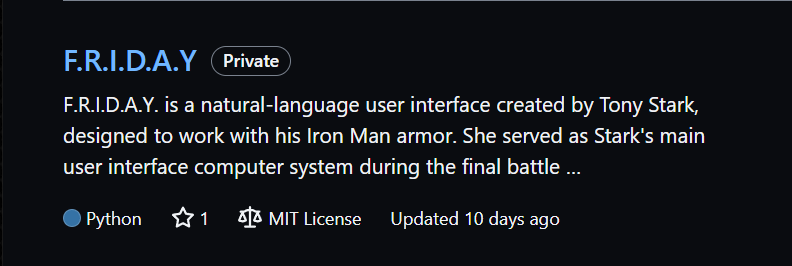 F.R.I.D.A.Y Private
F.R.I.D.A.Y. is a natural-language user interface created by Tony Stark,
designed to work with his Iron Man armor. She served as Stark's main
user interface computer system during the final battle ...
Python 1 MIT License Updated 10 days ago